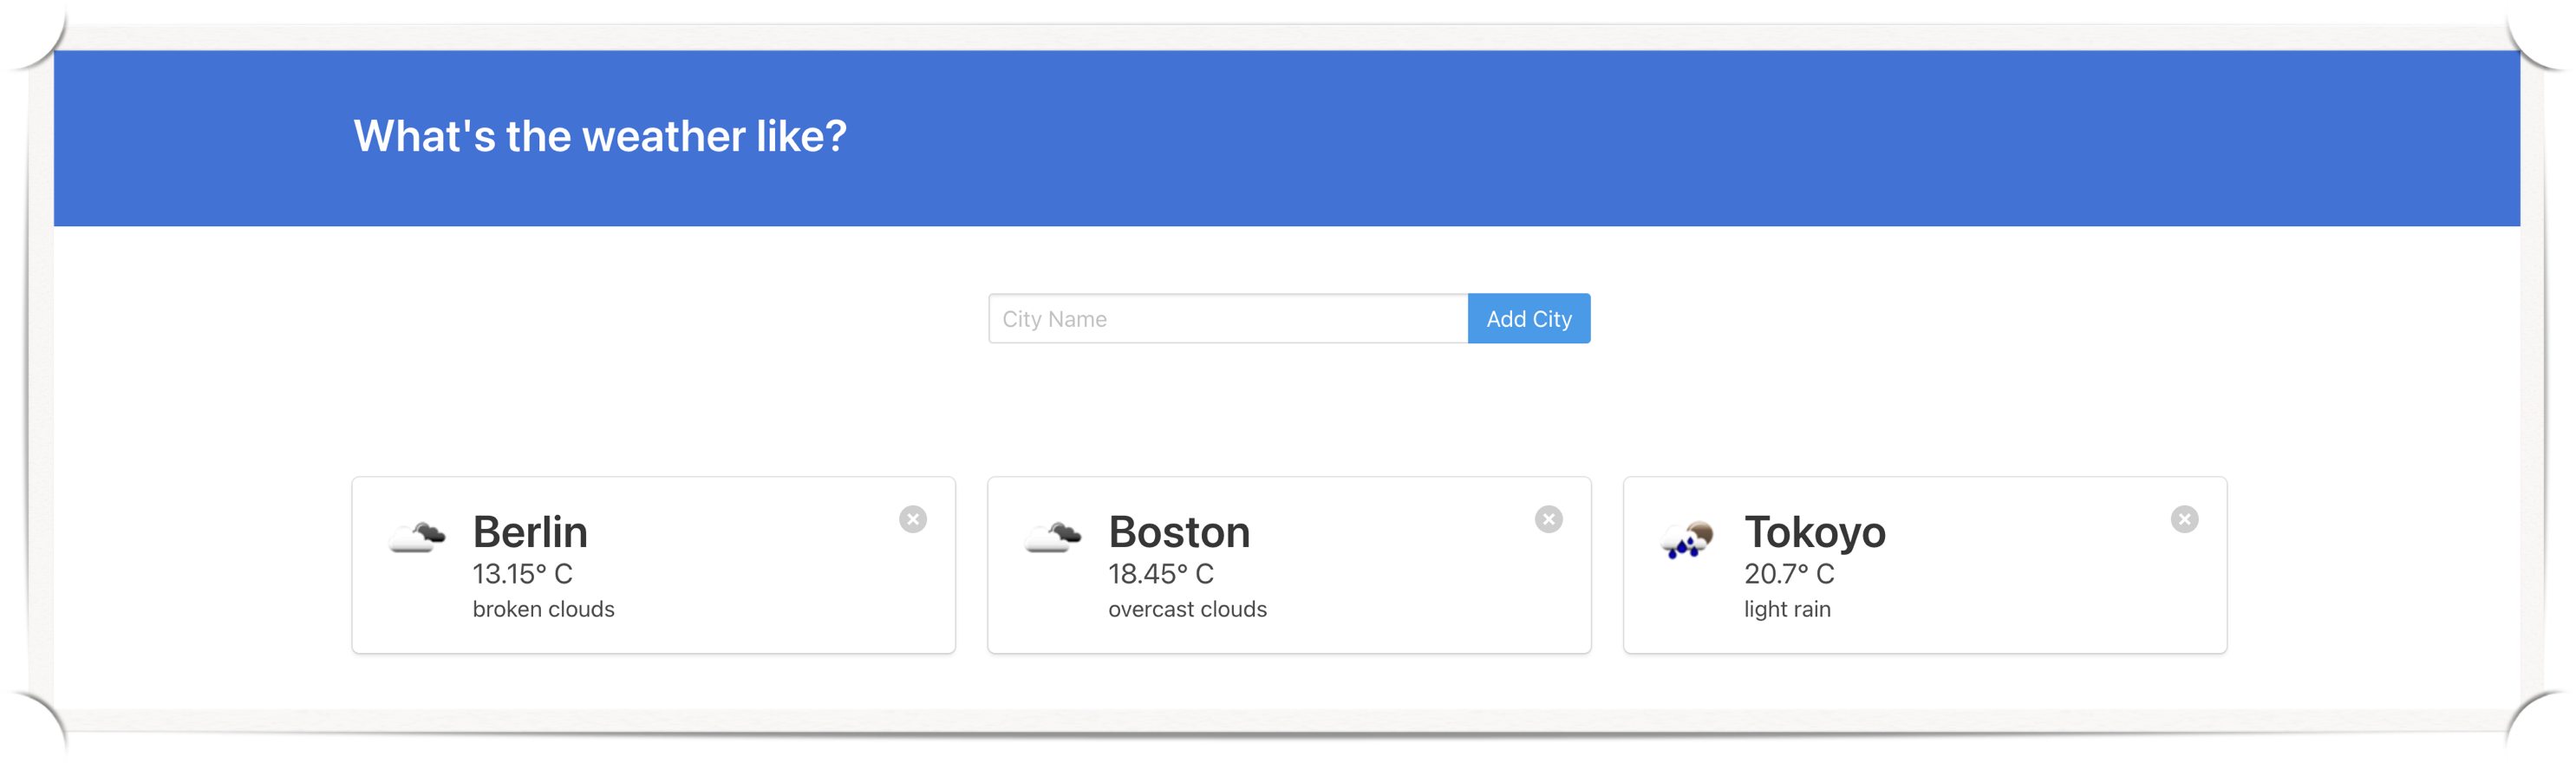 What's the weather like?
City Name
Add City
Berlin
13.15° C
broken clouds
Boston
18.45° C
overcast clouds
Tokoyo
20.7° C
light rain